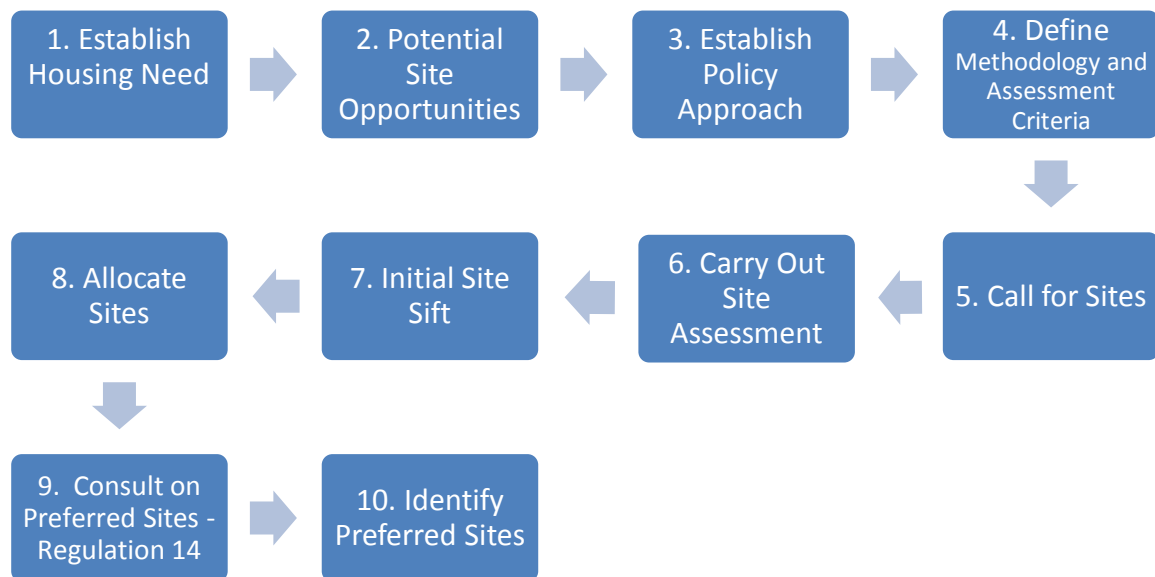 1. Establish
Housing Need
2. Potential
Site
Opportunities
3. Establish
Policy
Approach
4. Define
Methodology and
Assessment
Criteria
5. Call for Sites
6. Carry Out
Site
Assessment
7. Initial Site
Sift
8. Allocate
Sites
9. Consult on
Preferred Sites -
Regulation 14
10. Identify
Preferred Sites